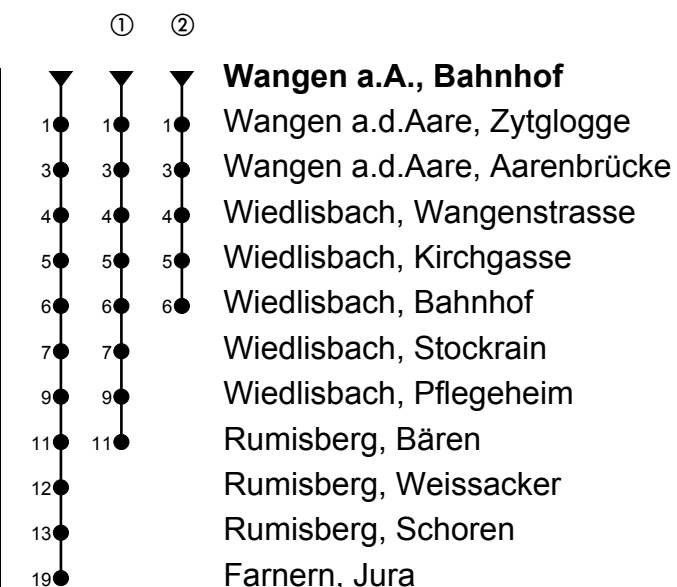 ① ②
Wangen a.A., Bahnhof
1 1 1 Wangen a.d.Aare, Zytglogge
3 3 3 Wangen a.d.Aare, Aarenbrücke
4 4 4 Wiedlisbach, Wangenstrasse
5 5 5 Wiedlisbach, Kirchgasse
6 6 6 Wiedlisbach, Bahnhof
7 7 Wiedlisbach, Stockrain
9 9 Wiedlisbach, Pflegeheim
11 11 Rumisberg, Bären
12 Rumisberg, Weissacker
13 Rumisberg, Schoren
19 Farnern, Jura